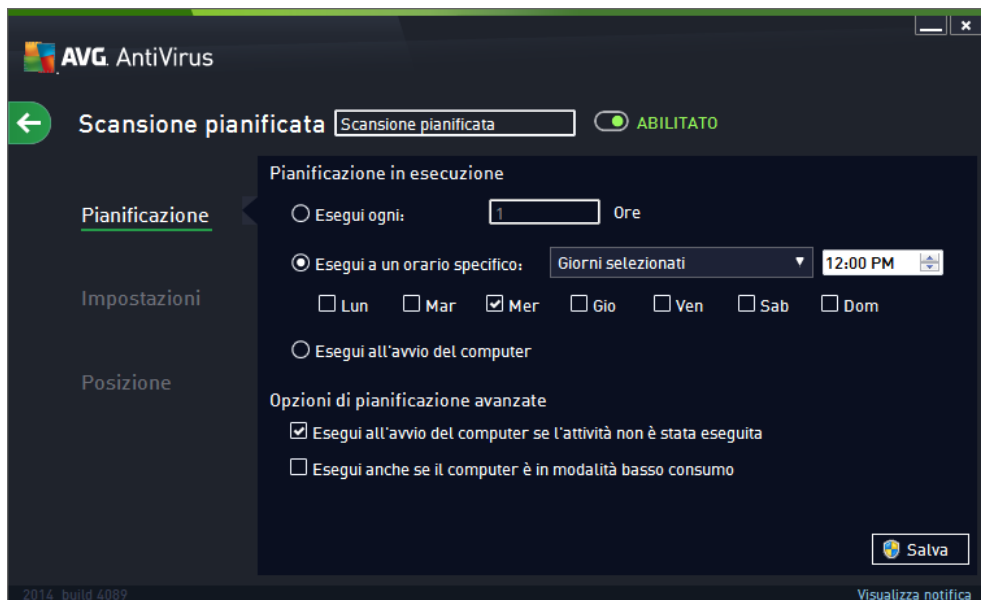 AVG. AntiVirus
Scansione pianificata Scansione pianificata ABILITATO
Pianificazione in esecuzione
Pianificazione
Esegui ogni: 1 Ore
Esegui a un orario specifico: Giorni selezionati 12:00 PM
Impostazioni
Lun Mar Mer Gio Ven Sab Dom
Esegui all'avvio del computer
Posizione
Opzioni di pianificazione avanzate
Esegui all'avvio del computer se l'attività non è stata eseguita
Esegui anche se il computer è in modalità basso consumo
Salva
2014 build 4089 Visualizza notifica